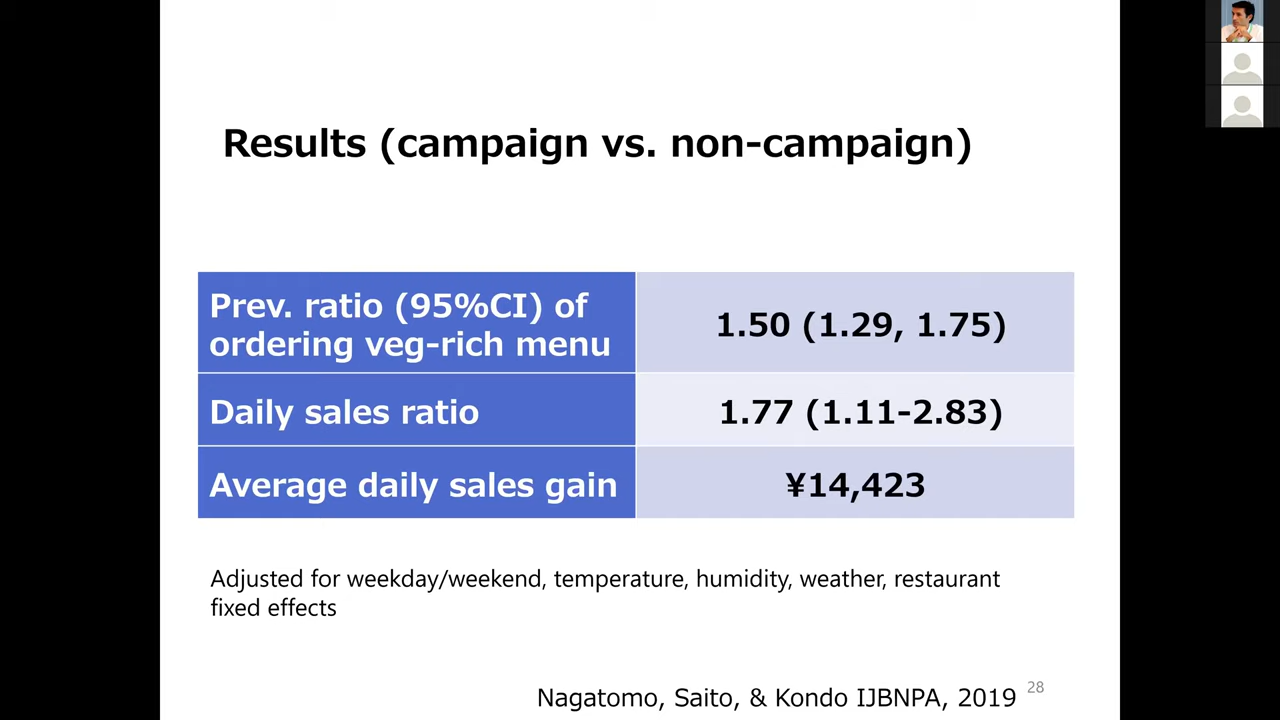 Results (campaign vs. non-campaign)
Prev. ratio (95%CI) of
ordering veg-rich menu
1.50 (1.29, 1.75)
Daily sales ratio
1.77 (1.11-2.83)
Average daily sales gain
¥14,423
Adjusted for weekday/weekend, temperature, humidity, weather, restaurant
fixed effects
Nagatomo, Saito, & Kondo IJBNPA, 2019
28